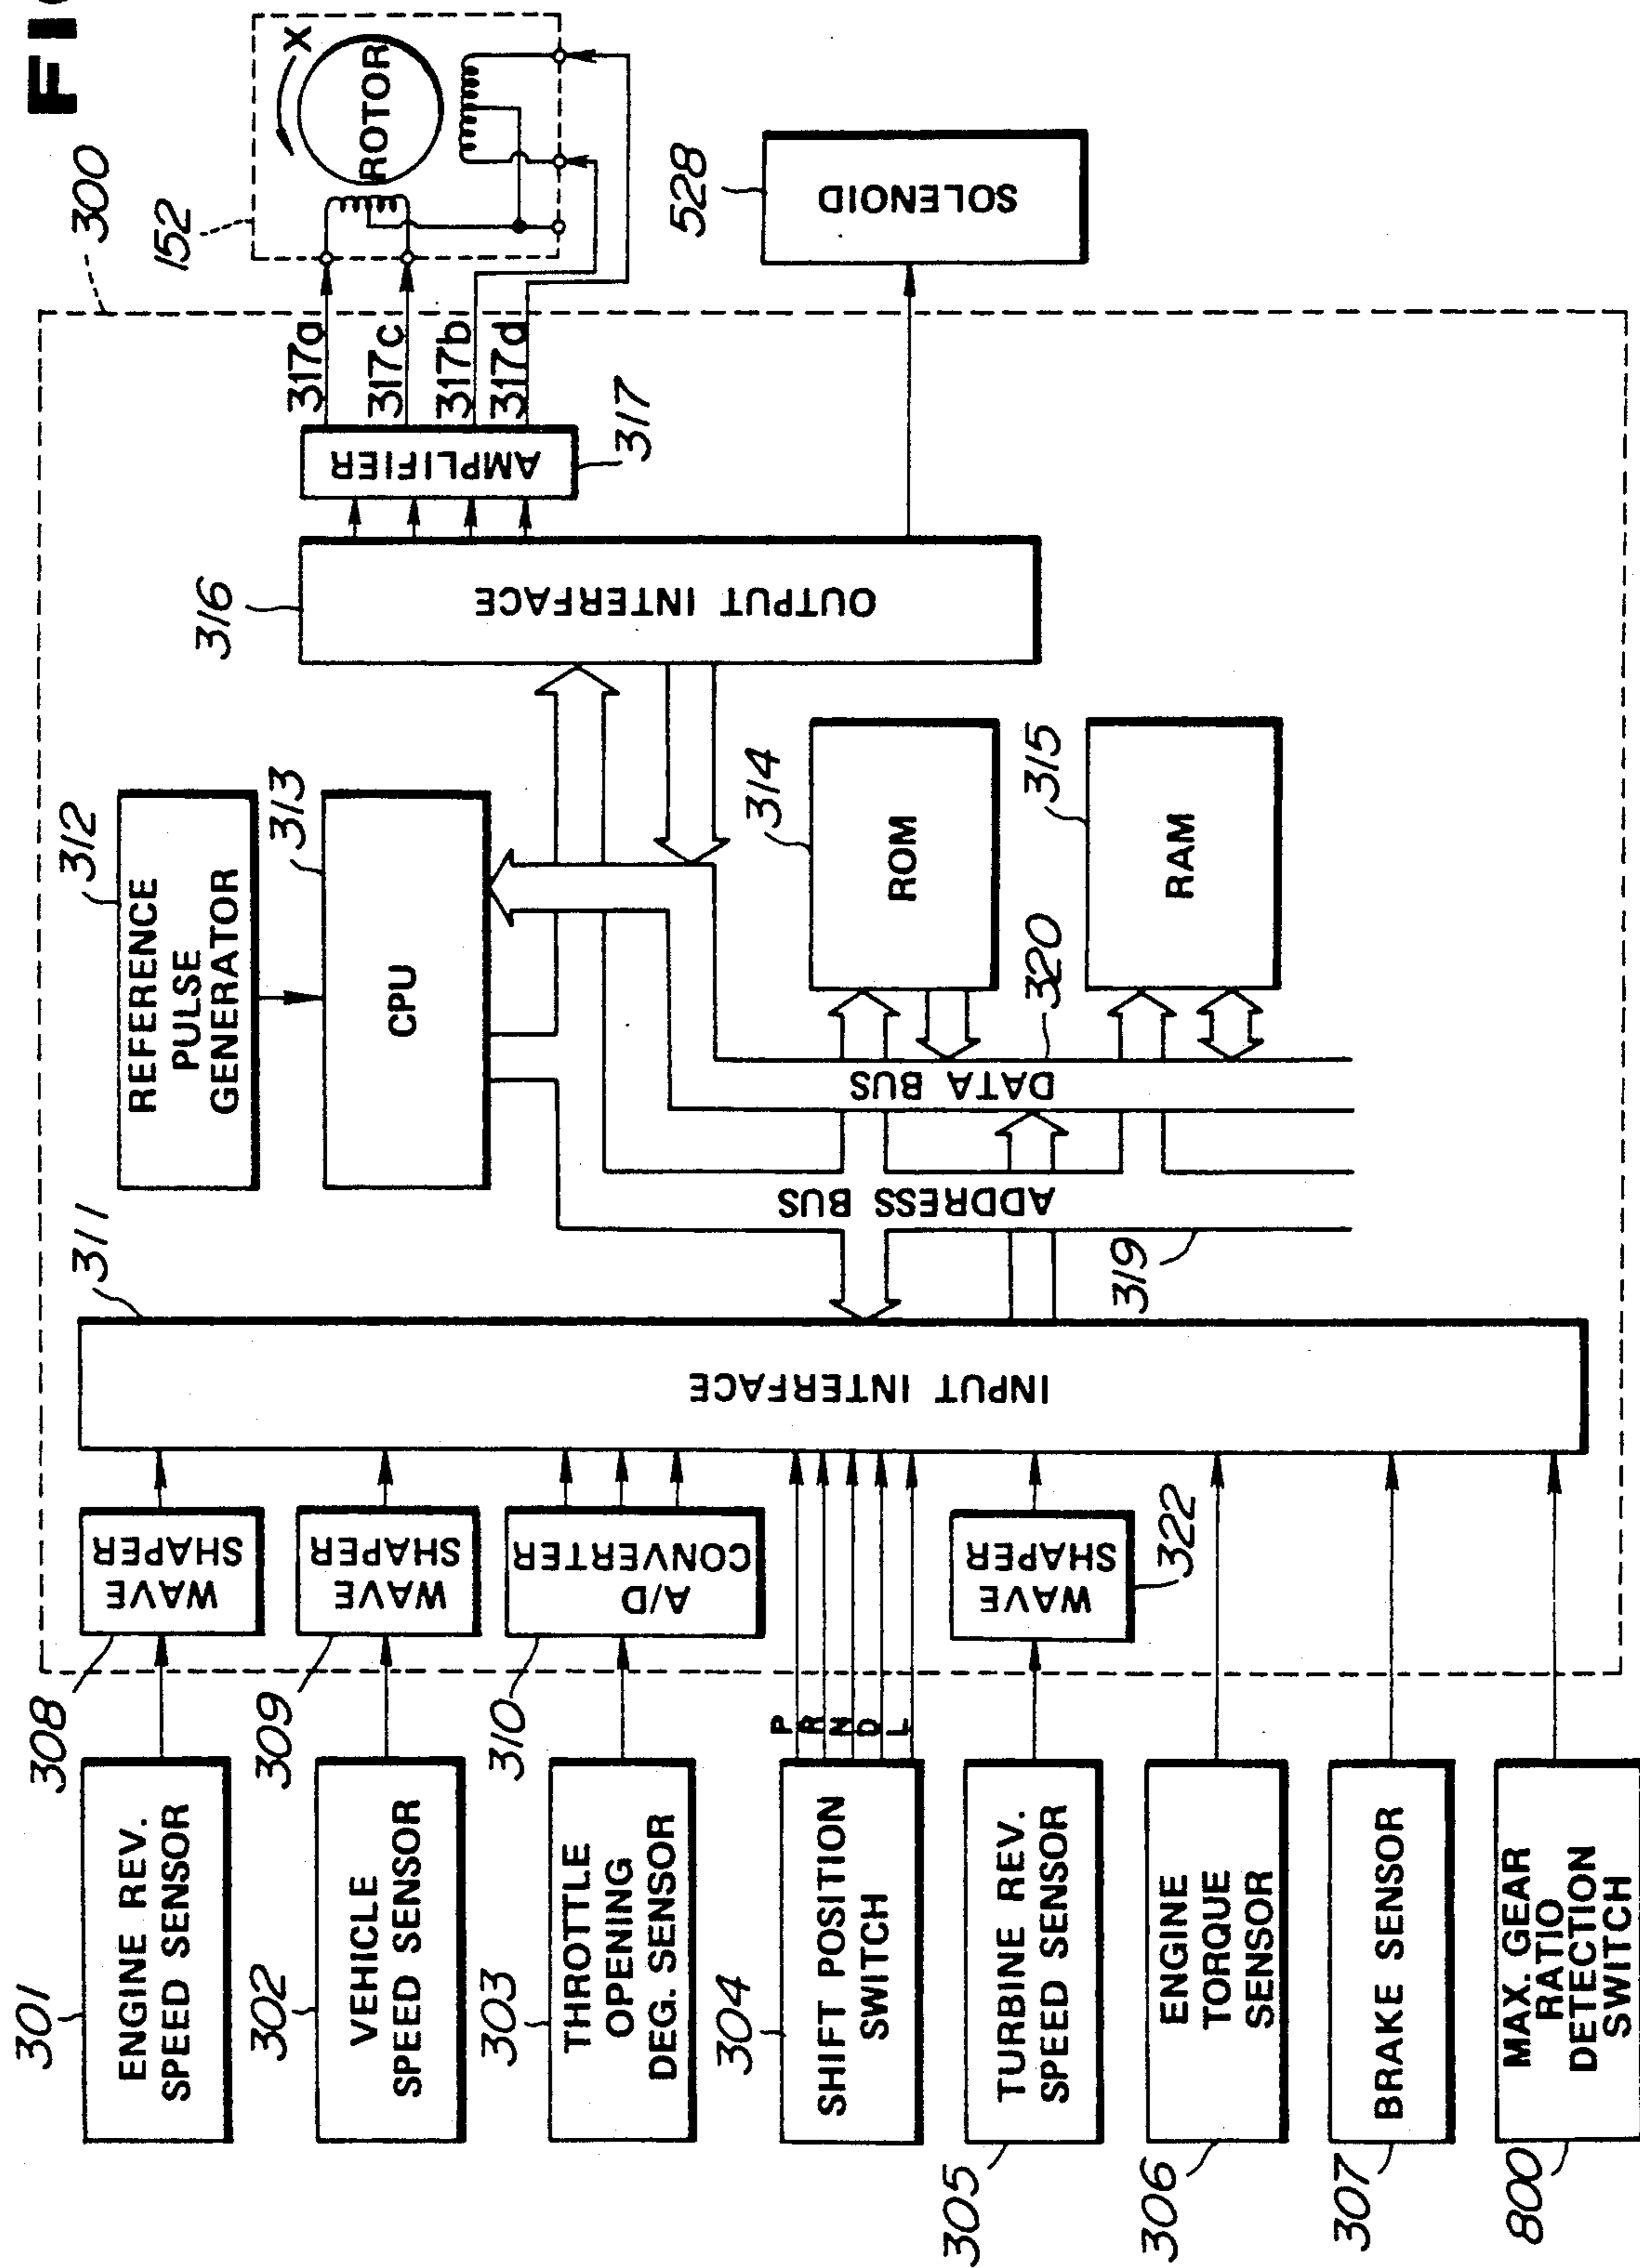 FIG
300
301
ENGINE REV.
SPEED SENSOR
308
WAVE
SHAPER
302
VEHICLE
SPEED SENSOR
309
WAVE
SHAPER
303
THROTTLE
OPENING
DEG. SENSOR
310
A/D
CONVERTER
304
SHIFT POSITION
SWITCH
P
R
N
D
L
305
TURBINE REV.
SPEED SENSOR
WAVE
SHAPER
322
306
ENGINE
TORQUE
SENSOR
307
BRAKE SENSOR
800
MAX. GEAR
RATIO
DETECTION
SWITCH
311
INPUT INTERFACE
312
REFERENCE
PULSE
GENERATOR
313
CPU
ADDRESS BUS
319
DATA BUS
320
314
ROM
315
RAM
316
OUTPUT INTERFACE
AMPLIFIER
317
317a
317c
317b
317d
152
ROTOR
X
528
SOLENOID